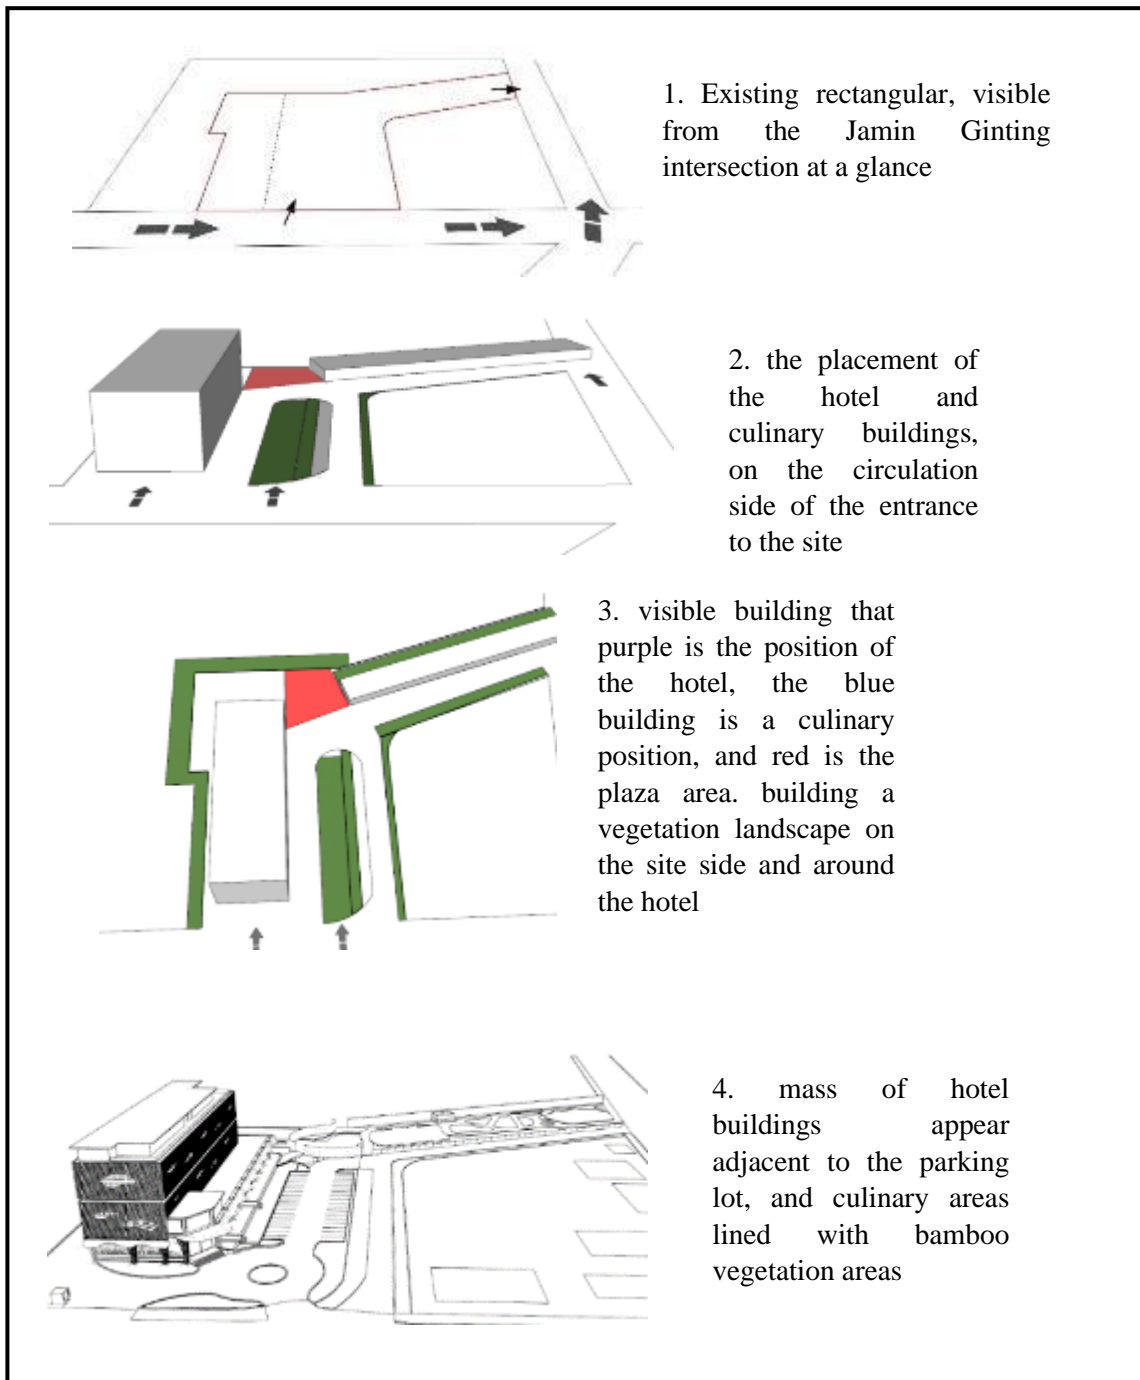 1. Existing rectangular, visible
from the Jamin Ginting
intersection at a glance
2. the placement of
the hotel and
culinary buildings,
on the circulation
side of the entrance
to the site
3. visible building that
purple is the position of
the hotel, the blue
building is a culinary
position, and red is the
plaza area. building a
vegetation landscape on
the site side and around
the hotel
4. mass of hotel
buildings appear
adjacent to the parking
lot, and culinary areas
lined with bamboo
vegetation areas